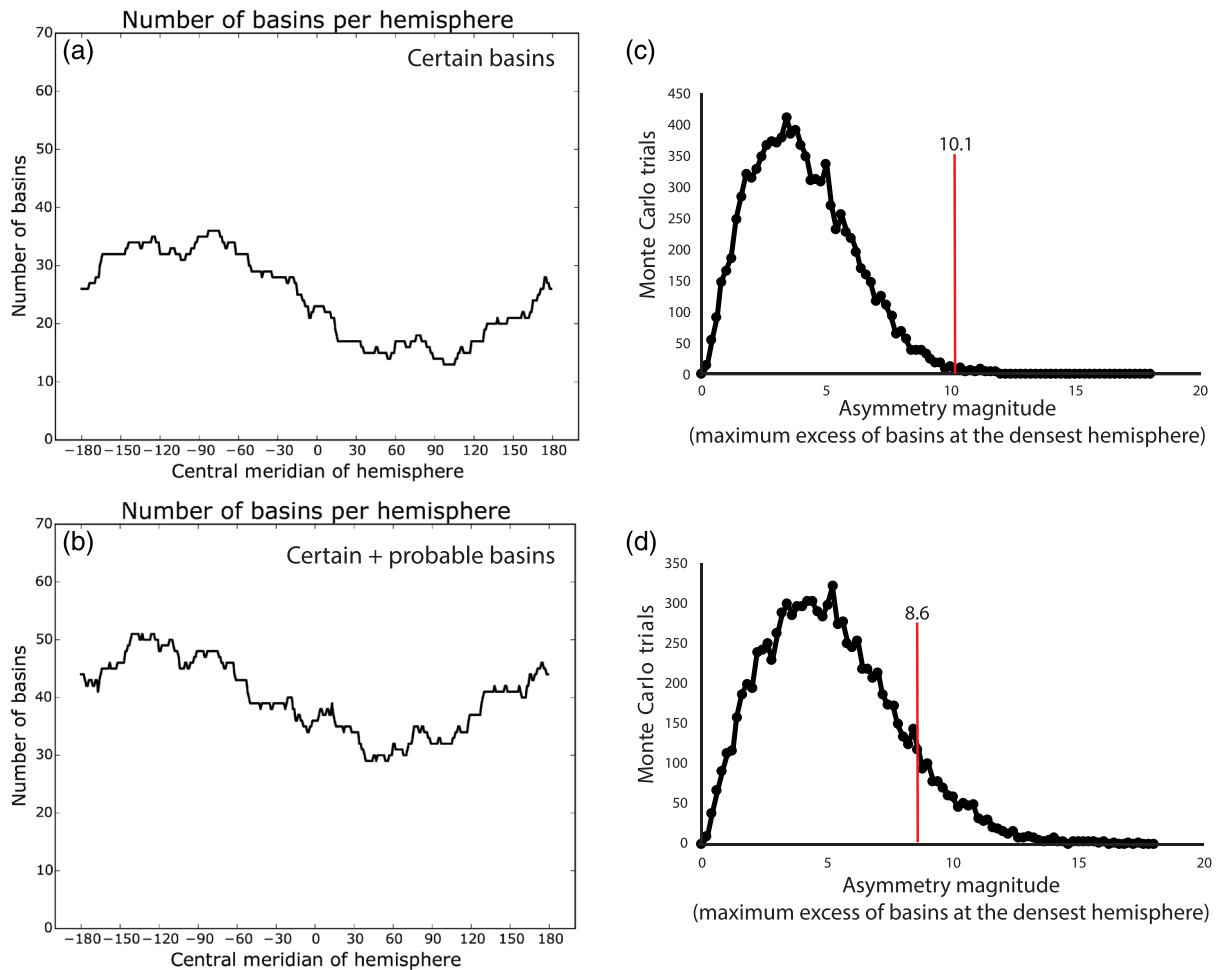 Number of basins per hemisphere
(a)
Certain basins
70
60
50
40
30
20
10
0
Number of basins
−180 −150 −120 −90 −60 −30 0 30 60 90 120 150 180
Central meridian of hemisphere
(c)
450
400
350
300
250
200
150
100
50
0
Monte Carlo trials
10.1
0 5 10 15 20
Asymmetry magnitude
(maximum excess of basins at the densest hemisphere)
Number of basins per hemisphere
(b)
Certain + probable basins
70
60
50
40
30
20
10
0
Number of basins
−180 −150 −120 −90 −60 −30 0 30 60 90 120 150 180
Central meridian of hemisphere
(d)
350
300
250
200
150
100
50
0
Monte Carlo trials
8.6
0 5 10 15 20
Asymmetry magnitude
(maximum excess of basins at the densest hemisphere)